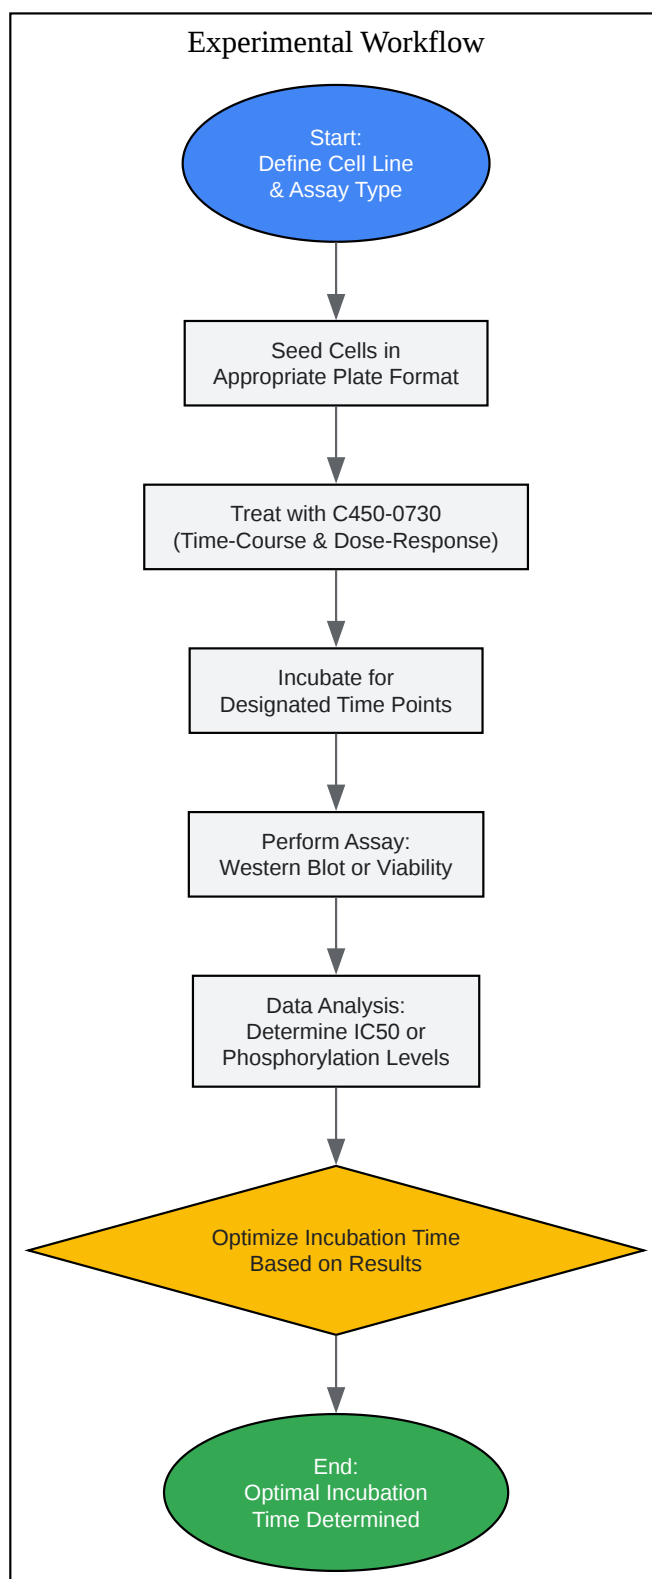 Experimental Workflow
Start:
Define Cell Line
& Assay Type
Seed Cells in
Appropriate Plate Format
Treat with C450-0730
(Time-Course & Dose-Response)
Incubate for
Designated Time Points
Perform Assay:
Western Blot or Viability
Data Analysis:
Determine IC50 or
Phosphorylation Levels
Optimize Incubation Time
Based on Results
End:
Optimal Incubation
Time Determined